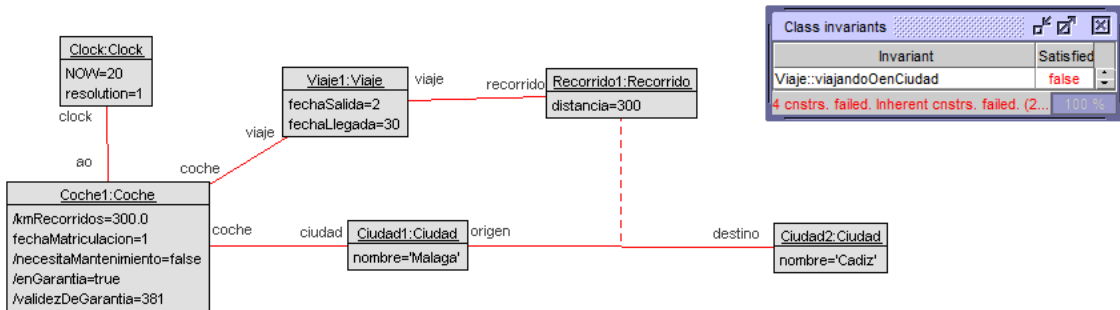 Clock:Clock
NOW=20
resolution=1
clock
ao
Viaje1:Viaje
fechaSalida=2
fechaLlegada=30
viaje
recorrido
viaje
coche
Recorrido1:Recorrido
distancia=300
Class invariants
Invariant Satisfied
Viaje::viajandoOenCiudad false
4 cnstrs. failed. Inherent cnstrs. failed. (2... 100 %
Coche1:Coche
/kmRecorridos=300.0
fechaMatriculacion=1
/necesitaMantenimiento=false
/enGarantia=true
/validezDeGarantia=381
coche
ciudad
Ciudad1:Ciudad
nombre='Malaga'
origen
destino
Ciudad2:Ciudad
nombre='Cadiz'